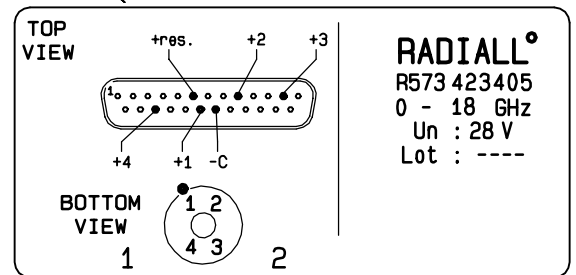 TOP
VIEW
+res. +2 +3
1
+4 +1 -C
BOTTOM
VIEW
1 2
4 3
1 2
RADIALL°
R573 423405
0 - 18 GHz
Un : 28 V
Lot : ----